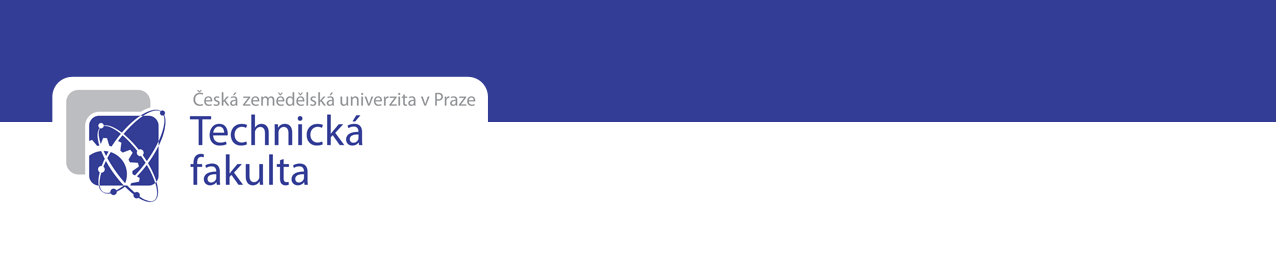 Česká zemědělská univerzita v Praze
Technická
fakulta